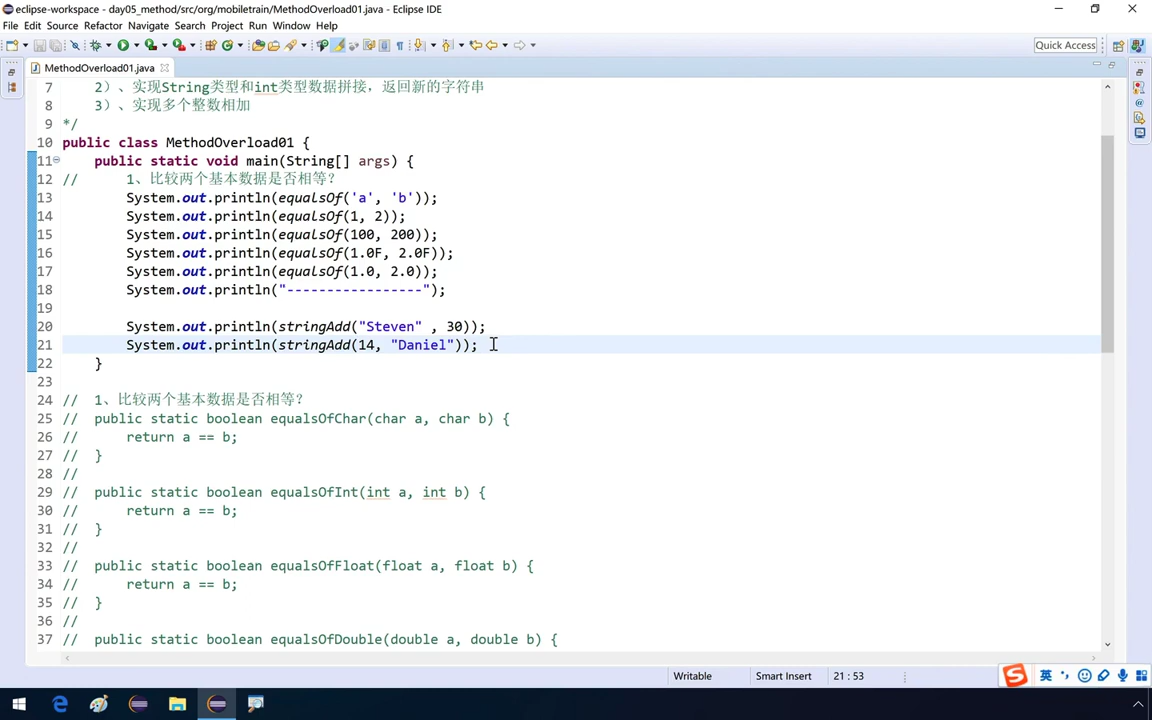 eclipse-workspace - day05_method/src/org/mobiletrain/MethodOverload01.java - Eclipse IDE
File Edit Source Refactor Navigate Search Project Run Window Help
Quick Access
MethodOverload01.java
7 2）、实现String类型和int类型数据拼接，返回新的字符串
8 3）、实现多个整数相加
9 */
10 public class MethodOverload01 {
11 public static void main(String[] args) {
12 // 1、比较两个基本数据是否相等?
13 System.out.println(equalsOf('a', 'b'));
14 System.out.println(equalsOf(1, 2));
15 System.out.println(equalsOf(100, 200));
16 System.out.println(equalsOf(1.0F, 2.0F));
17 System.out.println(equalsOf(1.0, 2.0));
18 System.out.println("-----------------");
19
20 System.out.println(stringAdd("Steven" , 30));
21 System.out.println(stringAdd(14, "Daniel"));
22 }
23
24 // 1、比较两个基本数据是否相等?
25 // public static boolean equalsOfChar(char a, char b) {
26 // return a == b;
27 // }
28 //
29 // public static boolean equalsOfInt(int a, int b) {
30 // return a == b;
31 // }
32 //
33 // public static boolean equalsOfFloat(float a, float b) {
34 // return a == b;
35 // }
36 //
37 // public static boolean equalsOfDouble(double a, double b) {
Writable Smart Insert 21 : 53
英